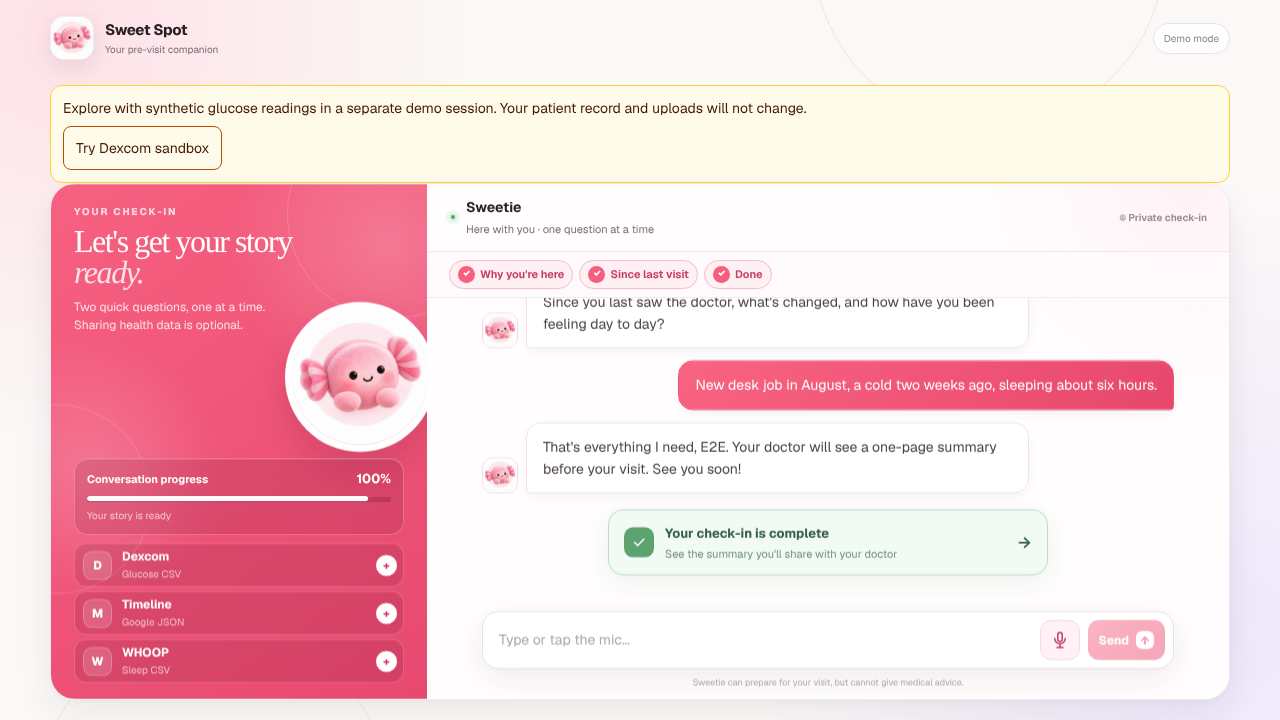 Sweet Spot
Your pre-visit companion
Demo mode
Explore with synthetic glucose readings in a separate demo session. Your patient record and uploads will not change.
Try Dexcom sandbox
YOUR CHECK-IN
Let's get your story
ready.
Two quick questions, one at a time.
Sharing health data is optional.
Conversation progress
100%
Your story is ready
D
Dexcom
Glucose CSV
+
M
Timeline
Google JSON
+
W
WHOOP
Sleep CSV
+
Sweetie
Here with you · one question at a time
Private check-in
Why you're here
Since last visit
Done
Since you last saw the doctor, what's changed, and how have you been
feeling day to day?
New desk job in August, a cold two weeks ago, sleeping about six hours.
That's everything I need, E2E. Your doctor will see a one-page summary
before your visit. See you soon!
Your check-in is complete
See the summary you'll share with your doctor
Type or tap the mic...
Send
Sweetie can prepare for your visit, but cannot give medical advice.